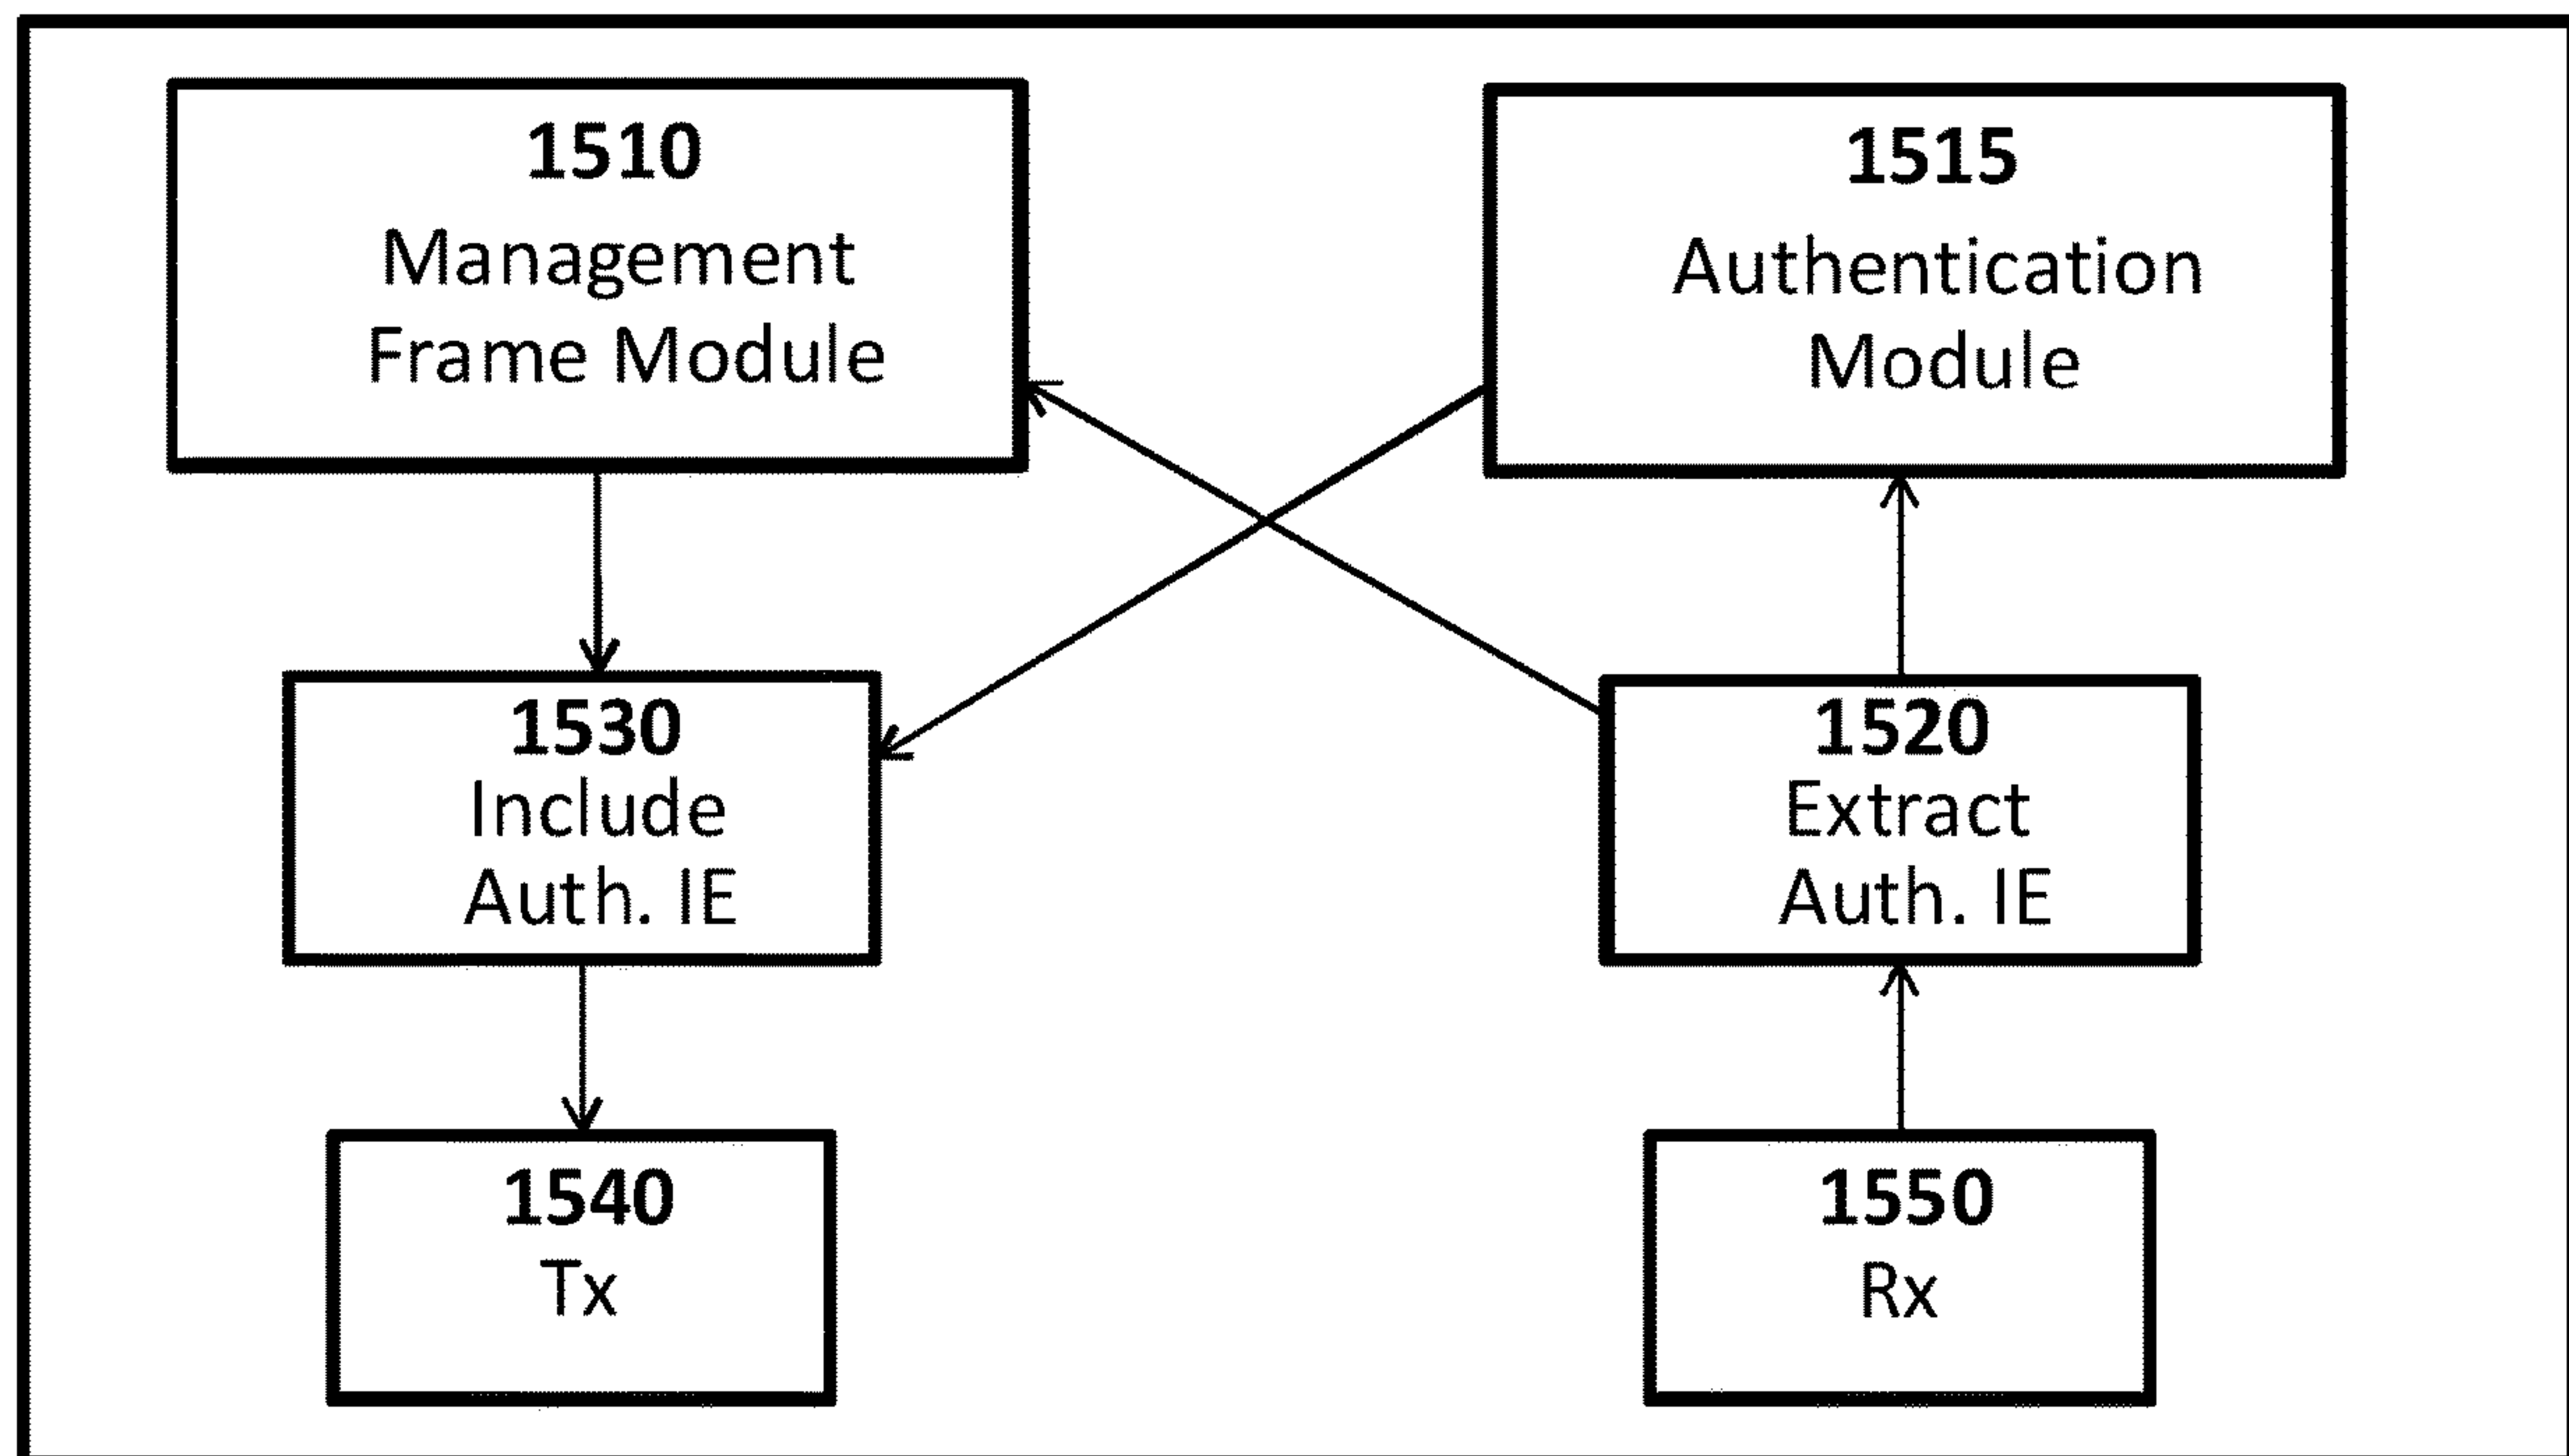 1510
Management
Frame Module
1515
Authentication
Module
1530
Include
Auth. IE
1520
Extract
Auth. IE
1540
Tx
1550
Rx